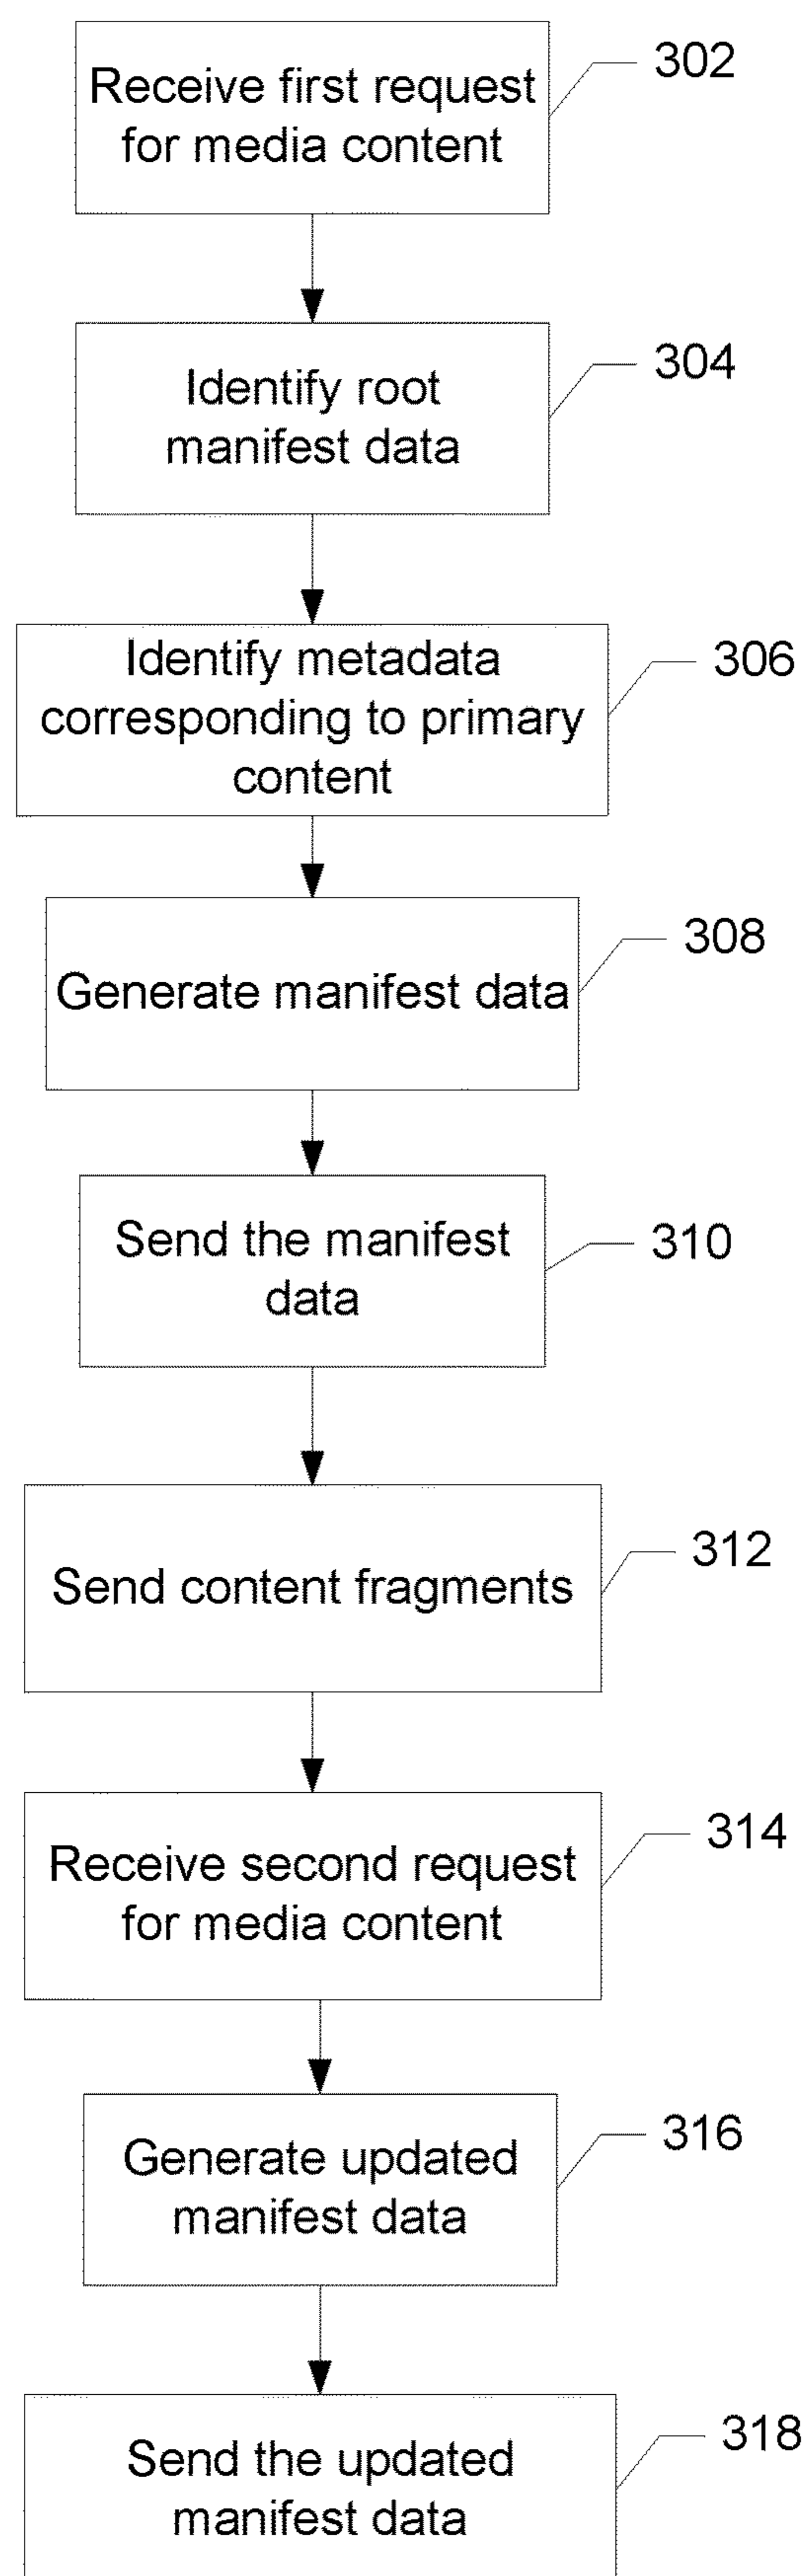 Receive first request
for media content
302
Identify root
manifest data
304
Identify metadata
corresponding to primary
content
306
Generate manifest data
308
Send the manifest
data
310
Send content fragments
312
Receive second request
for media content
314
Generate updated
manifest data
316
Send the updated
manifest data
318